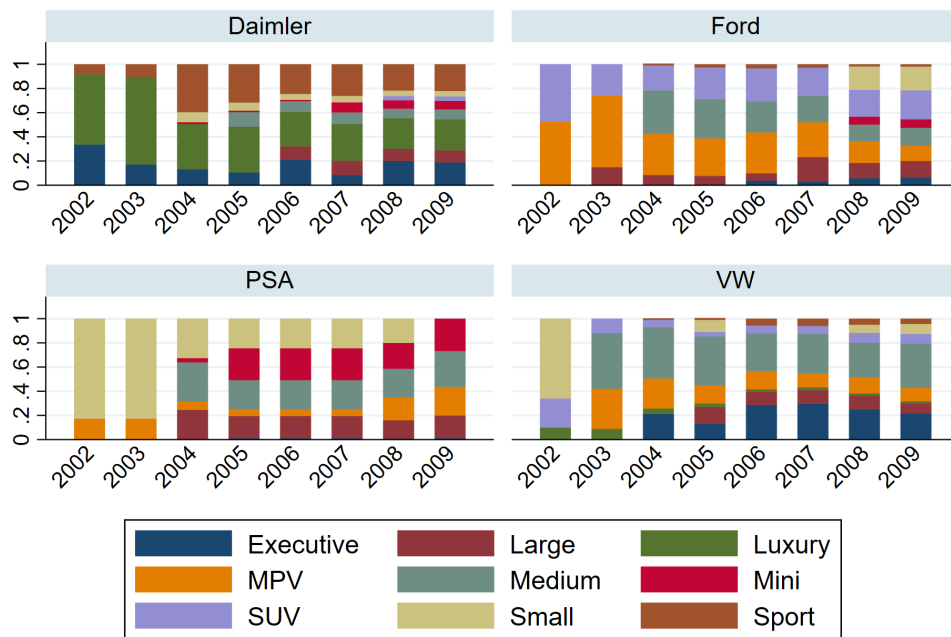 Daimler
Ford
0 .2 .4 .6 .8 1
2002 2003 2004 2005 2006 2007 2008 2009
2002 2003 2004 2005 2006 2007 2008 2009
PSA
VW
0 .2 .4 .6 .8 1
2002 2003 2004 2005 2006 2007 2008 2009
2002 2003 2004 2005 2006 2007 2008 2009
Executive Large Luxury
MPV Medium Mini
SUV Small Sport